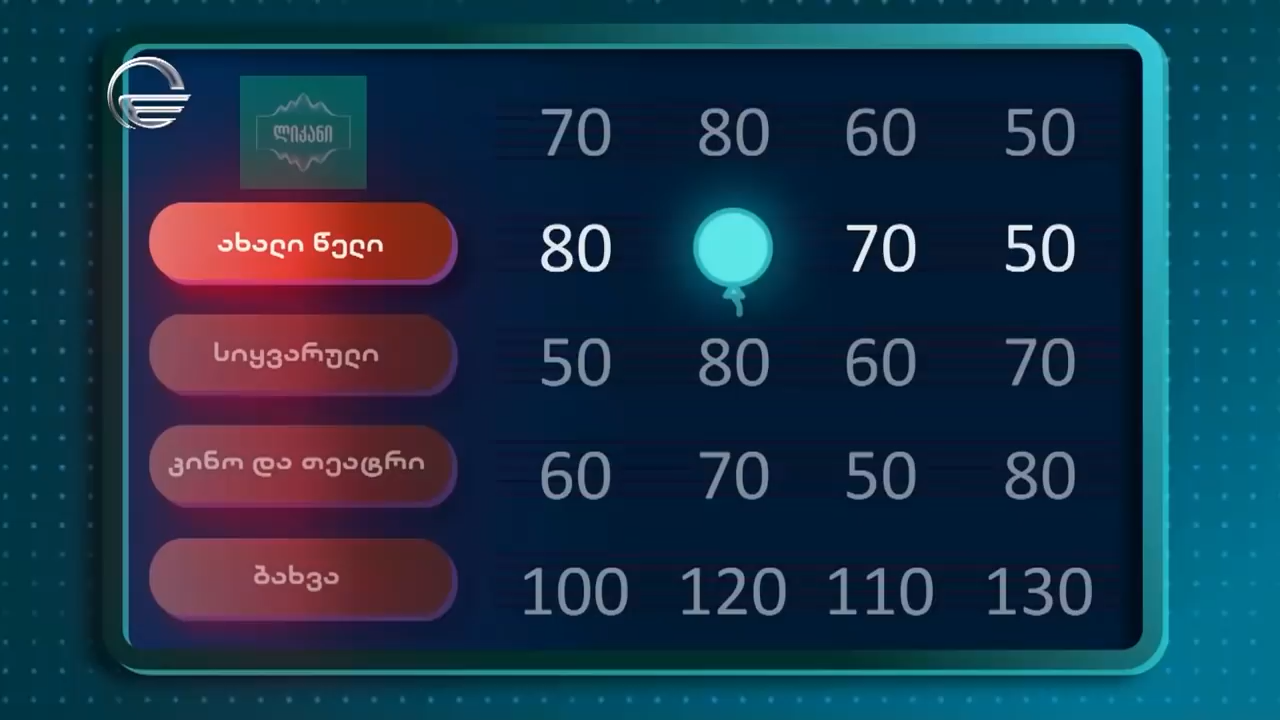 ლიკანი 70 80 60 50
ახალი წელი 80 70 50
სიყვარული 50 80 60 70
კინო და თეატრი 60 70 50 80
ბახვა 100 120 110 130